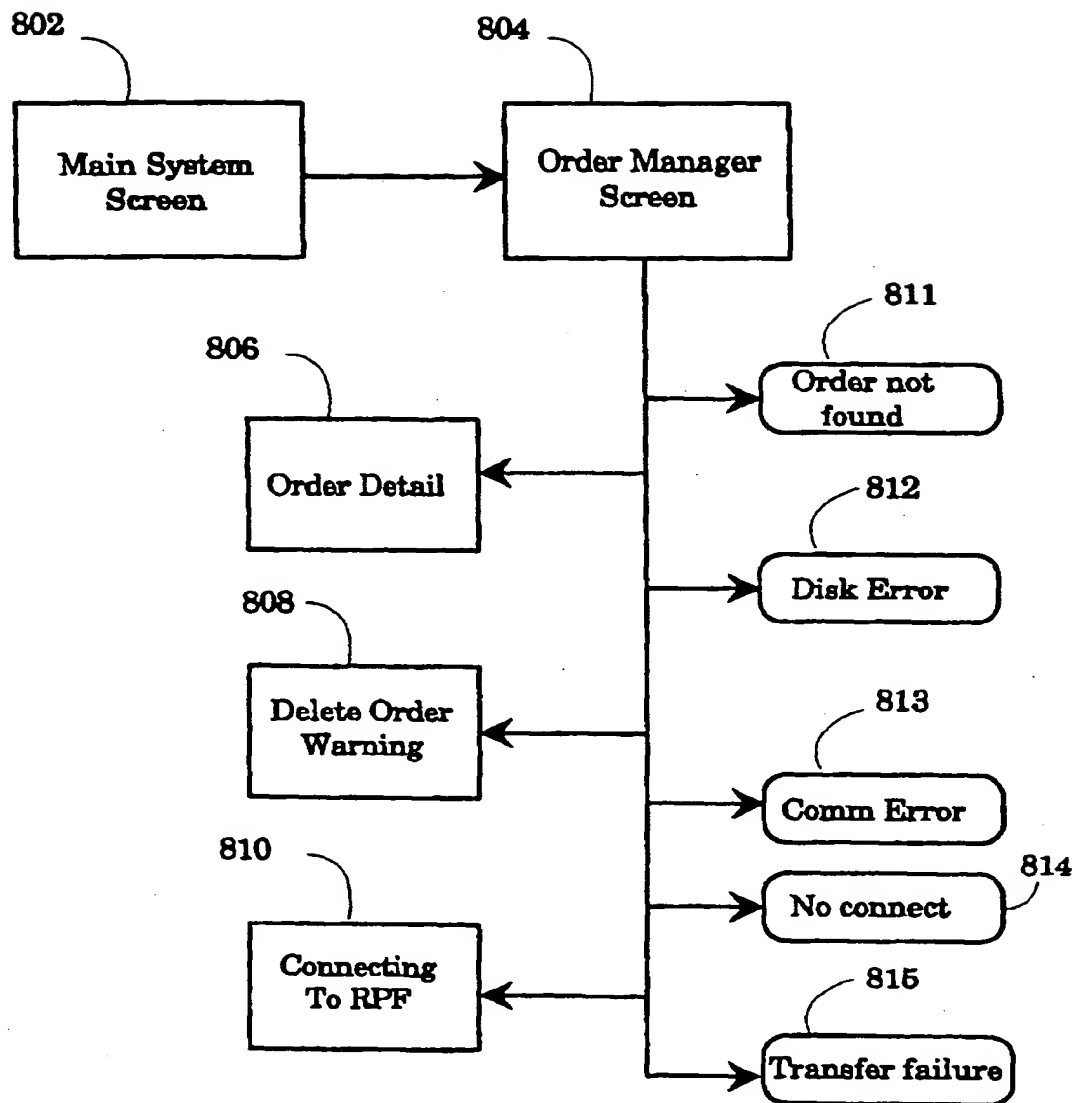 802
804
Main System
Screen
Order Manager
Screen
811
Order not
found
806
Order Detail
812
Disk Error
808
Delete Order
Warning
813
Comm Error
810
814
No connect
Connecting
To RPF
815
Transfer failure